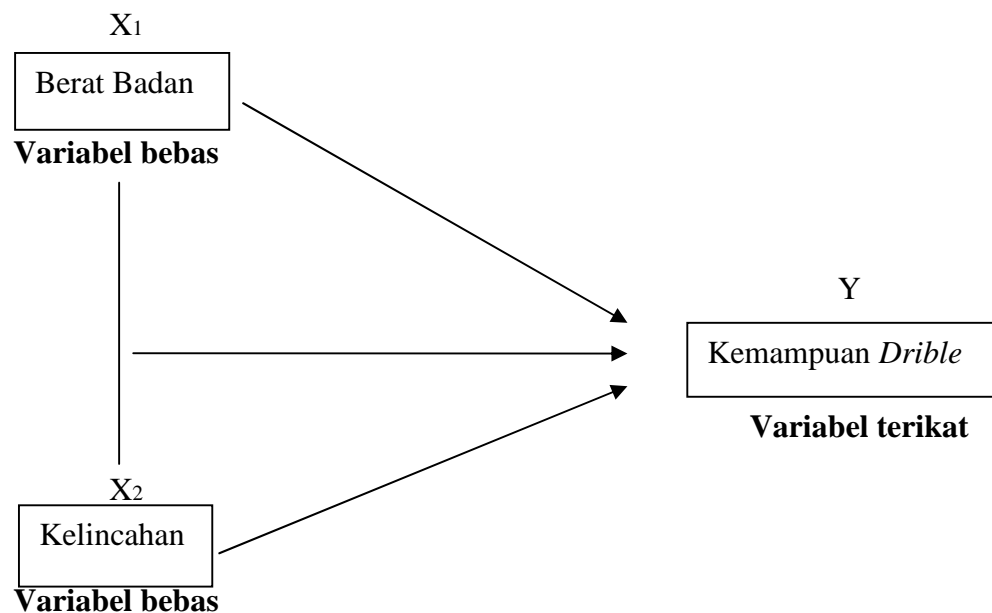 X1
Berat Badan
Variabel bebas
Y
Kemampuan Drible
Variabel terikat
X2
Kelincahan
Variabel bebas